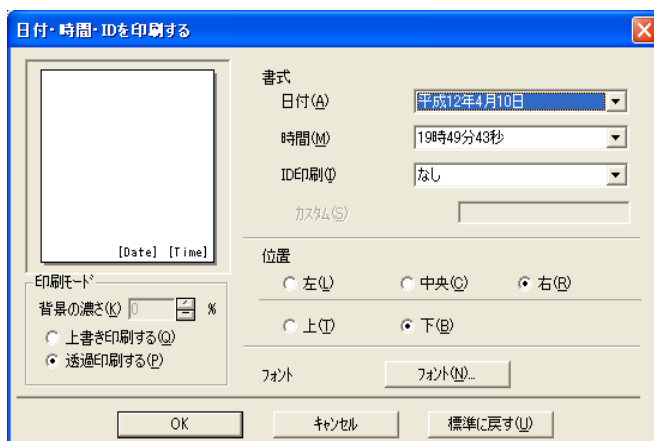 日付・時間・IDを印刷する
書式
日付(A) 平成12年4月10日
時間(M) 19時49分43秒
ID印刷(I) なし
カスタム(S)
[Date] [Time]
位置
左(L) 中央(C) 右(R)
上(T) 下(B)
印刷モード
背景の濃さ(K) 0 %
上書き印刷する(O)
透過印刷する(P)
フォント フォント(N)...
OK キャンセル 標準に戻す(U)